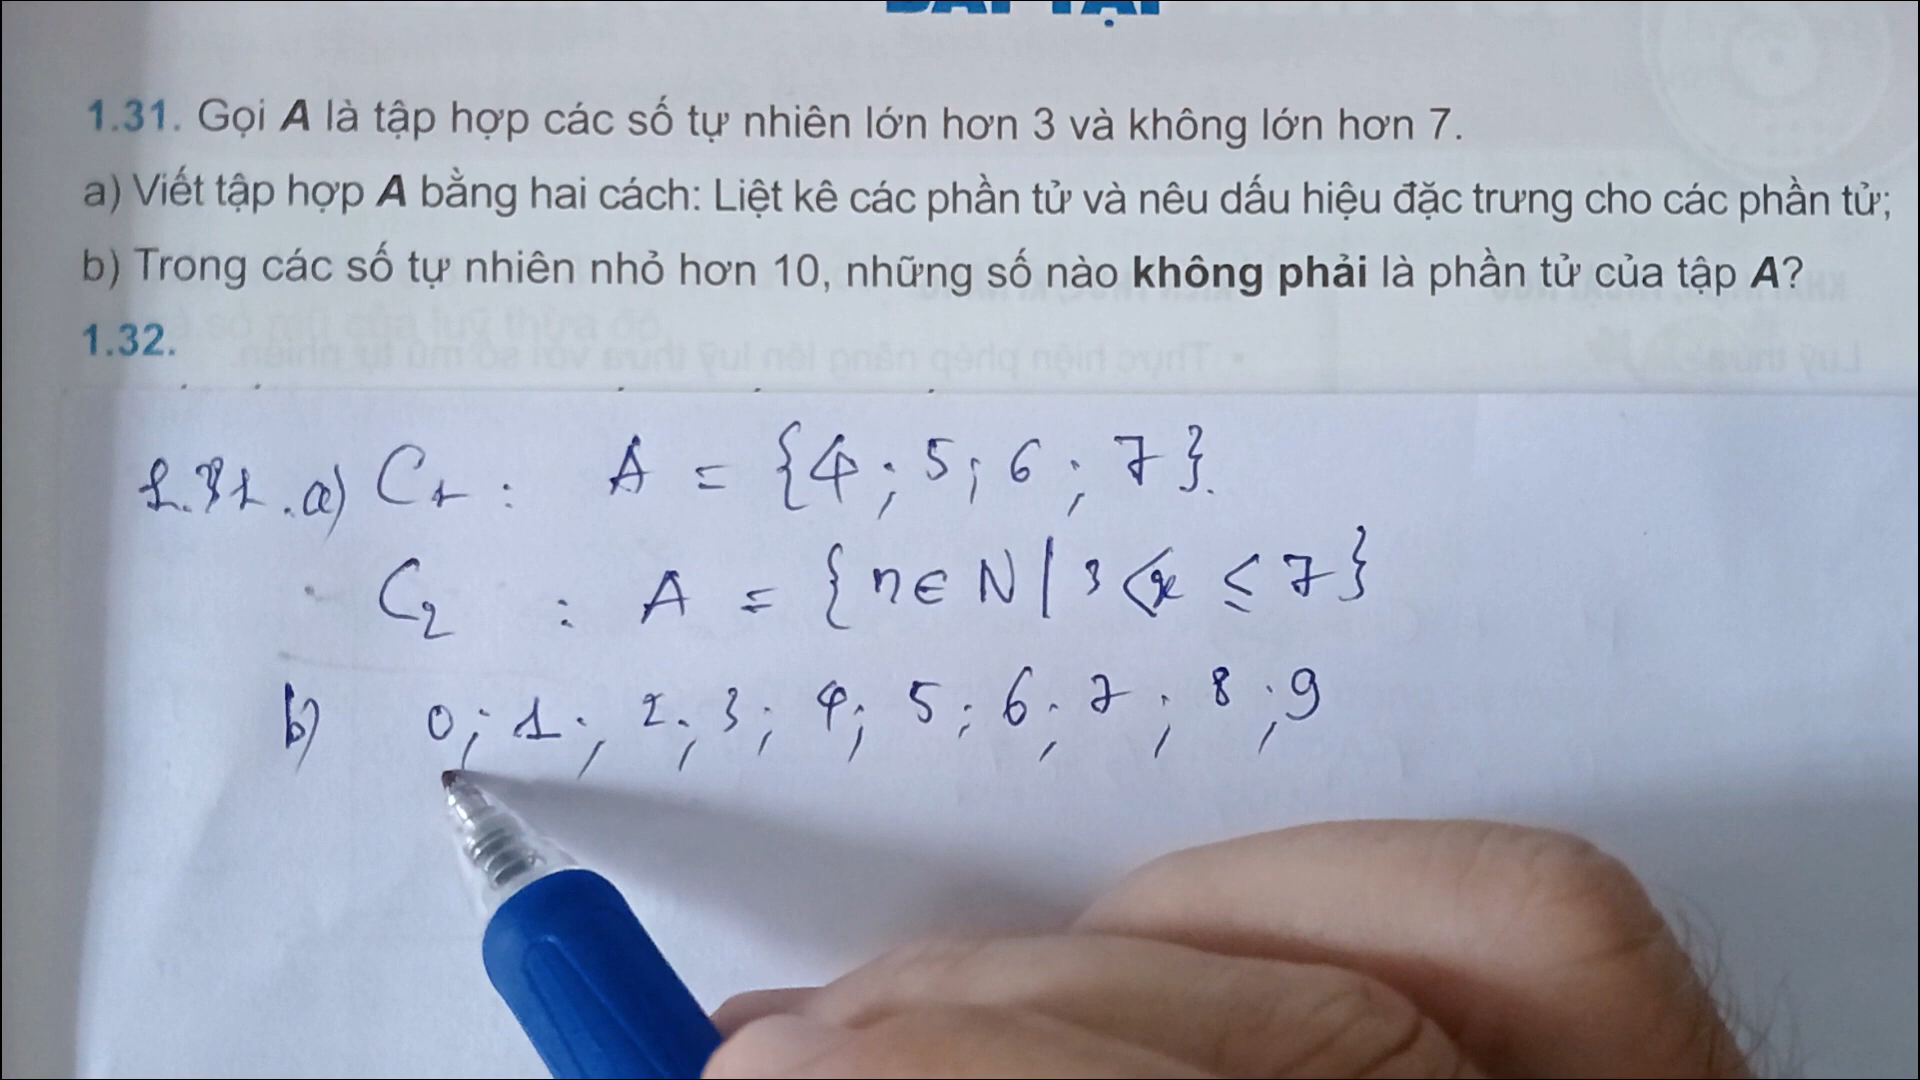 BÀI TẬP
1.31. Gọi A là tập hợp các số tự nhiên lớn hơn 3 và không lớn hơn 7.
a) Viết tập hợp A bằng hai cách: Liệt kê các phần tử và nêu dấu hiệu đặc trưng cho các phần tử;
b) Trong các số tự nhiên nhỏ hơn 10, những số nào không phải là phần tử của tập A?
1.32.
1.31.a) C1 : A = {4; 5; 6; 7}.
C2 : A = {n∈N | 3 < x ≤ 7}
b) 0; 1; 2; 3; 4; 5; 6; 7; 8; 9